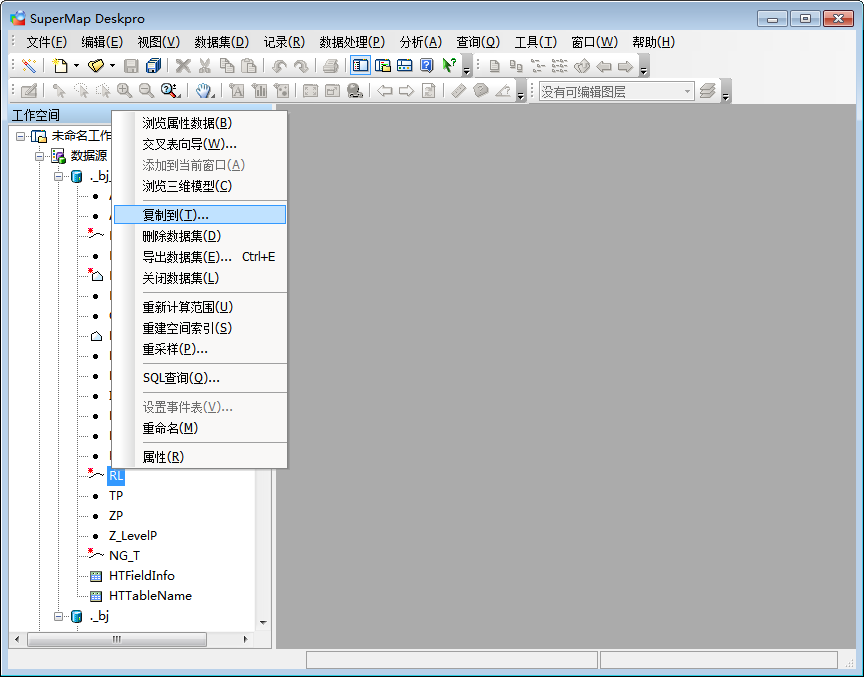 SuperMap Deskpro
文件(F) 编辑(E) 视图(V) 数据集(D) 记录(R) 数据处理(P) 分析(A) 查询(Q) 工具(T) 窗口(W) 帮助(H)
没有可编辑图层
工作空间
未命名工作
数据源
._bj_
浏览属性数据(B)
交叉表向导(W)...
添加到当前窗口(A)
浏览三维模型(C)
复制到(T)...
删除数据集(D)
导出数据集(E)... Ctrl+E
关闭数据集(L)
重新计算范围(U)
重建空间索引(S)
重采样(P)...
SQL查询(Q)...
设置事件表(V)...
重命名(M)
属性(R)
RL
TP
ZP
Z_LevelP
NG_T
HTFieldInfo
HTTableName
._bj